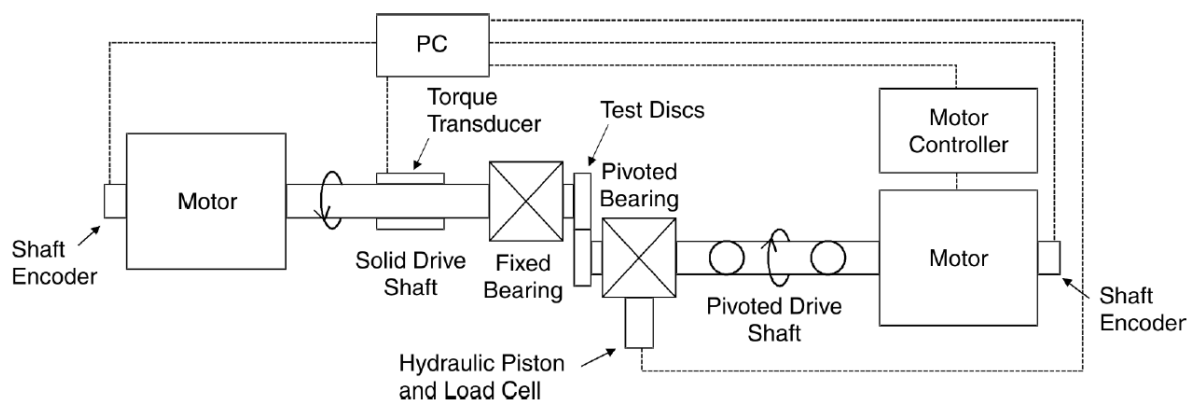 PC
Torque
Transducer
Test Discs
Motor
Controller
Pivoted
Bearing
Motor
Motor
Shaft
Encoder
Solid Drive
Shaft
Fixed
Bearing
Pivoted Drive
Shaft
Shaft
Encoder
Hydraulic Piston
and Load Cell